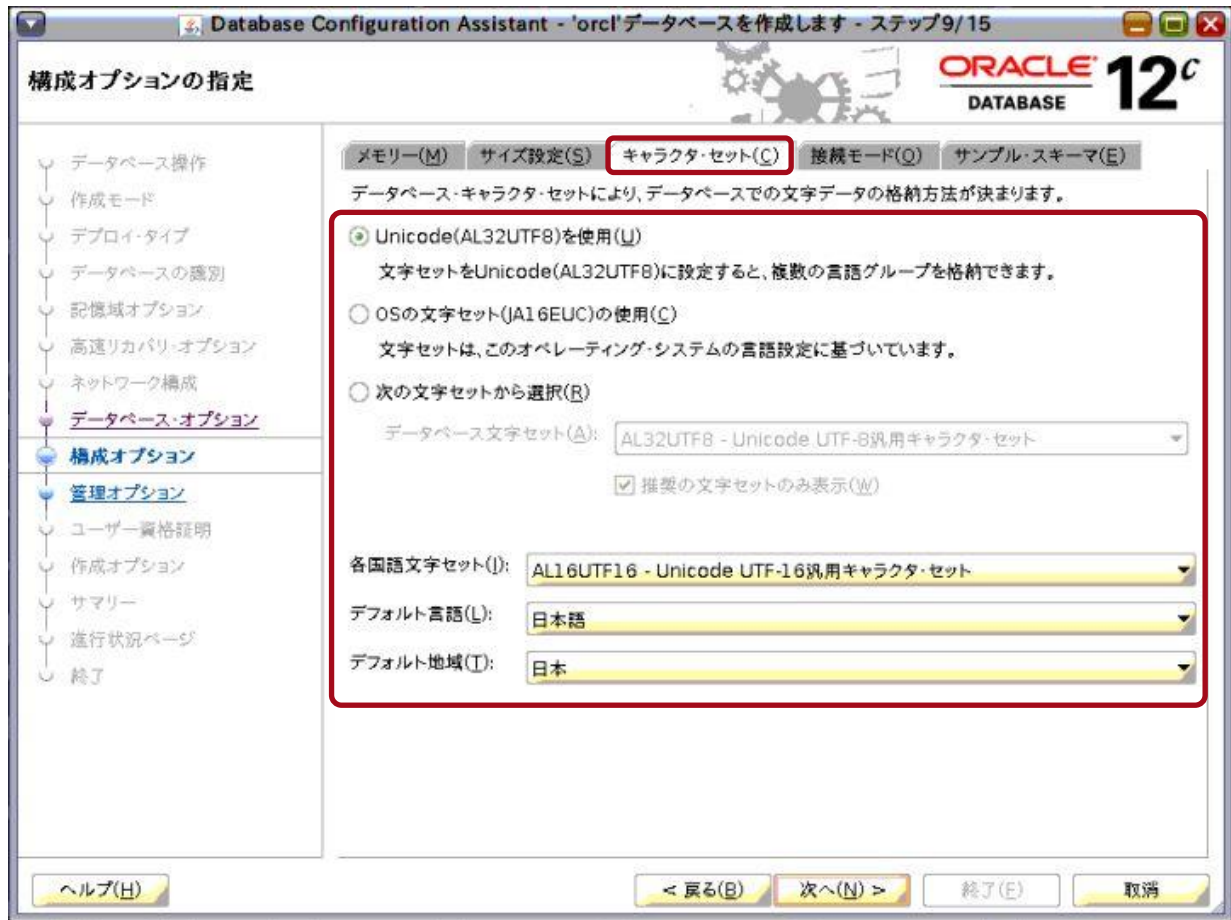 Database Configuration Assistant - 'orcl'データベースを作成します - ステップ9/15
構成オプションの指定
ORACLE
DATABASE
12c
データベース操作
作成モード
デプロイ・タイプ
データベースの識別
記憶域オプション
高速リカバリ・オプション
ネットワーク構成
データベース・オプション
構成オプション
管理オプション
ユーザー資格証明
作成オプション
サマリー
進行状況ページ
終了
メモリー(M) サイズ設定(S) キャラクタ・セット(C) 接続モード(O) サンプル・スキーマ(E)
データベース・キャラクタ・セットにより、データベースでの文字データの格納方法が決まります。
Unicode(AL32UTF8)を使用(U)
文字セットをUnicode(AL32UTF8)に設定すると、複数の言語グループを格納できます。
OSの文字セット(JA16EUC)の使用(C)
文字セットは、このオペレーティング・システムの言語設定に基づいています。
次の文字セットから選択(R)
データベース文字セット(A): AL32UTF8 - Unicode UTF-8汎用キャラクタ・セット
推奨の文字セットのみ表示(W)
各国語文字セット(I): AL16UTF16 - Unicode UTF-16汎用キャラクタ・セット
デフォルト言語(L): 日本語
デフォルト地域(T): 日本
ヘルプ(H) < 戻る(B) 次へ(N) > 終了(F) 取消